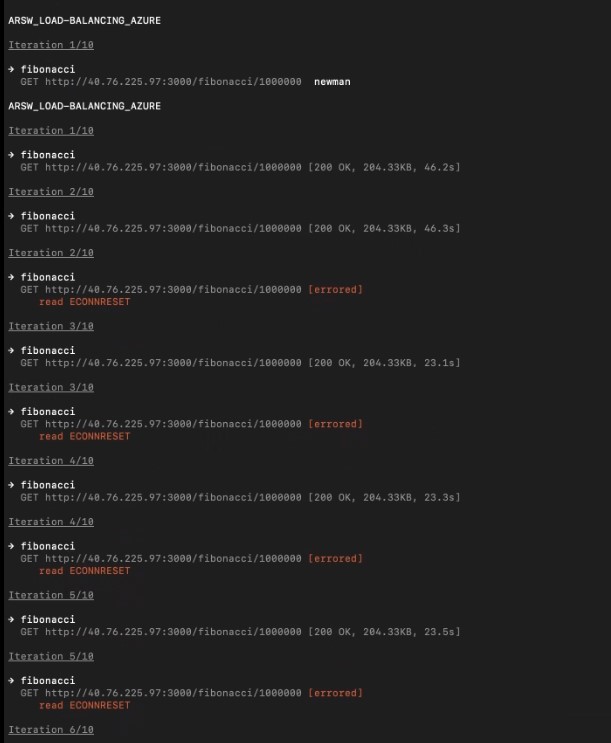 ARSW_LOAD-BALANCING_AZURE
Iteration 1/10
→ fibonacci
GET http://40.76.225.97:3000/fibonacci/1000000 newman
ARSW_LOAD-BALANCING_AZURE
Iteration 1/10
→ fibonacci
GET http://40.76.225.97:3000/fibonacci/1000000 [200 OK, 204.33KB, 46.2s]
Iteration 2/10
→ fibonacci
GET http://40.76.225.97:3000/fibonacci/1000000 [200 OK, 204.33KB, 46.3s]
Iteration 2/10
→ fibonacci
GET http://40.76.225.97:3000/fibonacci/1000000 [errored]
read ECONNRESET
Iteration 3/10
→ fibonacci
GET http://40.76.225.97:3000/fibonacci/1000000 [200 OK, 204.33KB, 23.1s]
Iteration 3/10
→ fibonacci
GET http://40.76.225.97:3000/fibonacci/1000000 [errored]
read ECONNRESET
Iteration 4/10
→ fibonacci
GET http://40.76.225.97:3000/fibonacci/1000000 [200 OK, 204.33KB, 23.3s]
Iteration 4/10
→ fibonacci
GET http://40.76.225.97:3000/fibonacci/1000000 [errored]
read ECONNRESET
Iteration 5/10
→ fibonacci
GET http://40.76.225.97:3000/fibonacci/1000000 [200 OK, 204.33KB, 23.5s]
Iteration 5/10
→ fibonacci
GET http://40.76.225.97:3000/fibonacci/1000000 [errored]
read ECONNRESET
Iteration 6/10